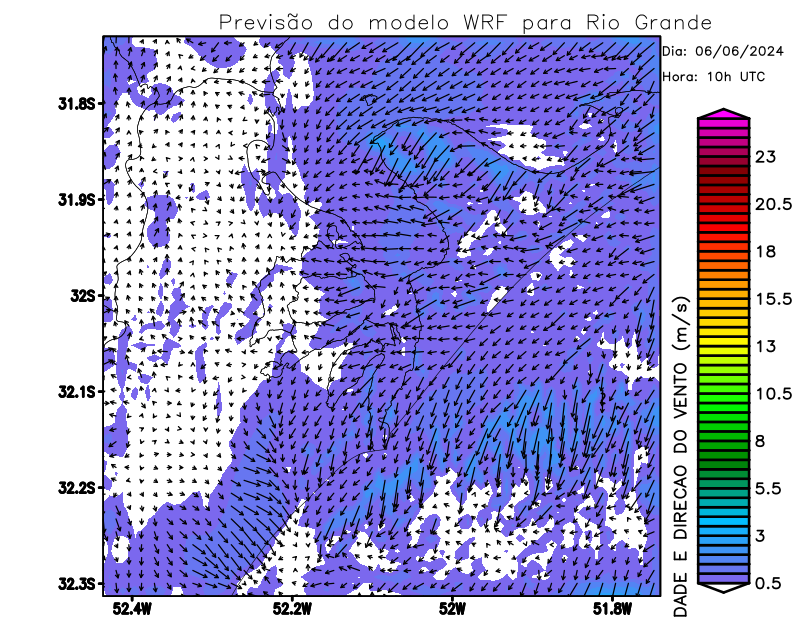 Previsão do modelo WRF para Rio Grande
Dia: 06/06/2024
Hora: 10h UTC
31.8S
31.9S
32S
32.1S
32.2S
32.3S
52.4W
52.2W
52W
51.8W
23
20.5
18
15.5
13
10.5
8
5.5
3
0.5
DADE E DIRECAO DO VENTO (m/s)